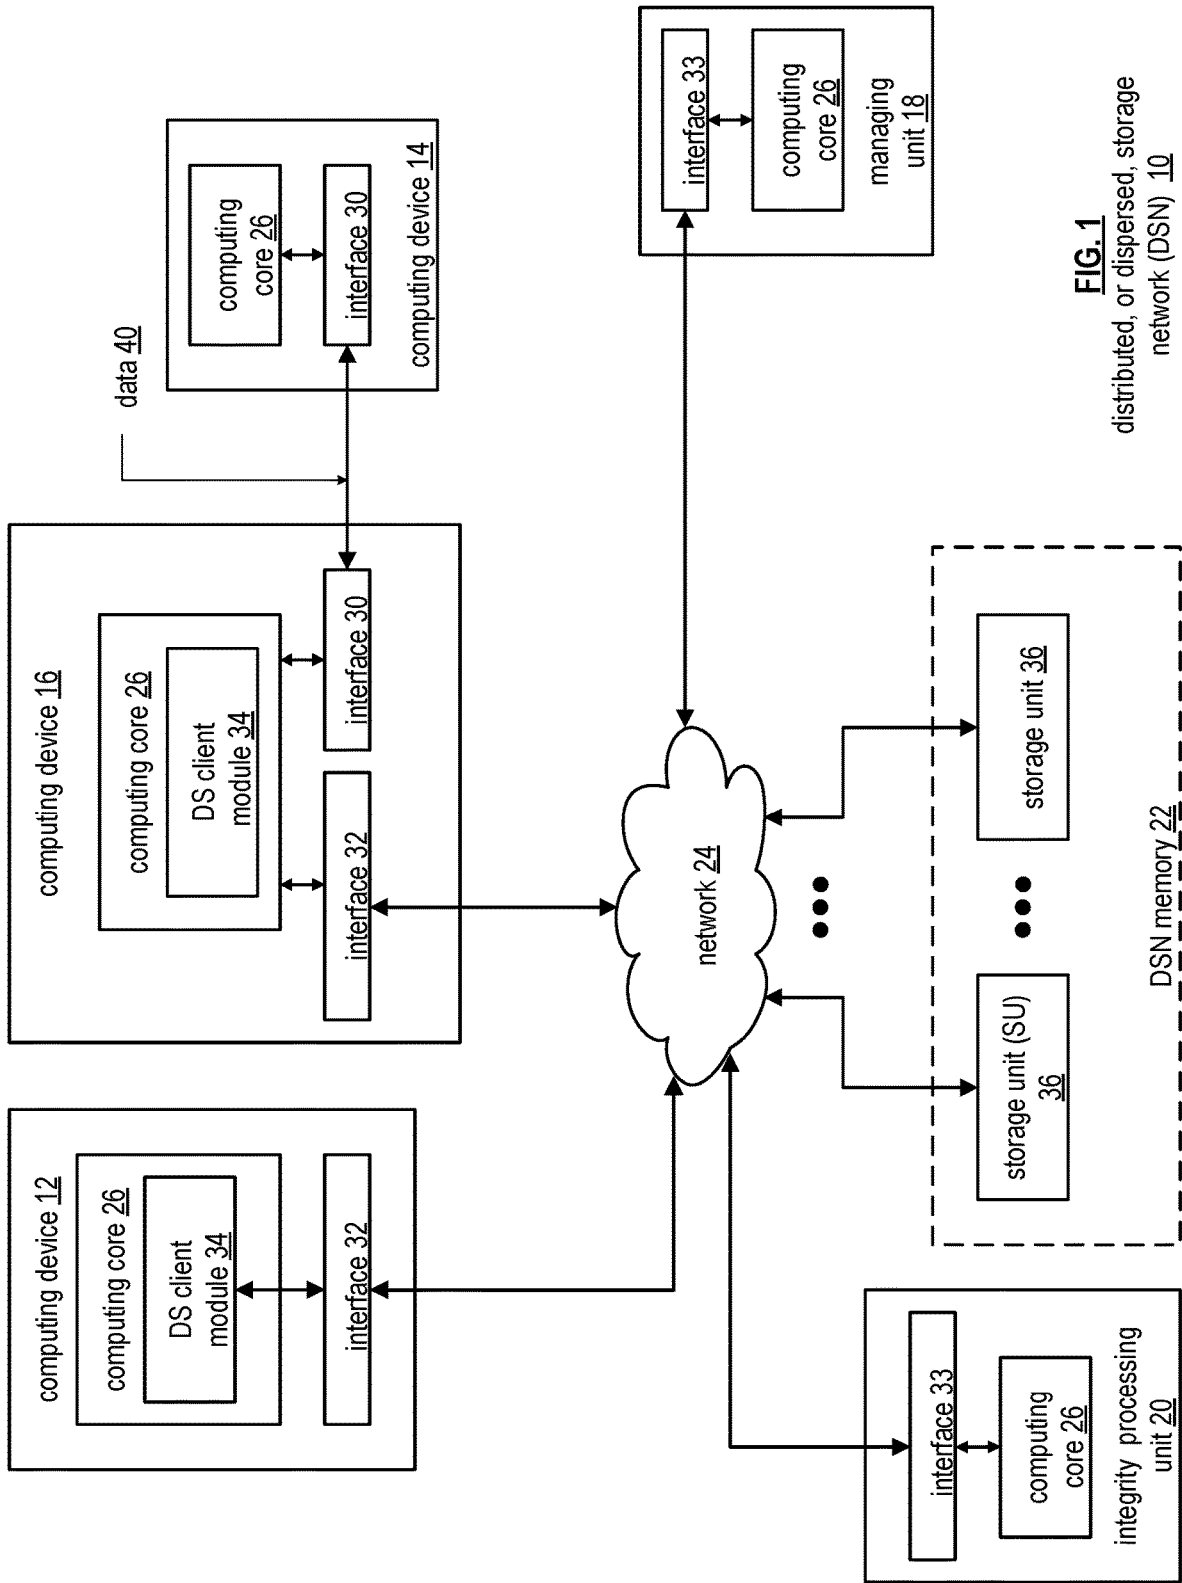 computing device 12
computing core 26
DS client
module 34
interface 32
computing device 16
computing core 26
DS client
module 34
interface 32
interface 30
data 40
computing
core 26
interface 30
computing device 14
network 24
interface 33
computing
core 26
integrity processing
unit 20
storage unit (SU)
36
storage unit 36
DSN memory 22
interface 33
computing
core 26
managing
unit 18
FIG. 1
distributed, or dispersed, storage
network (DSN) 10